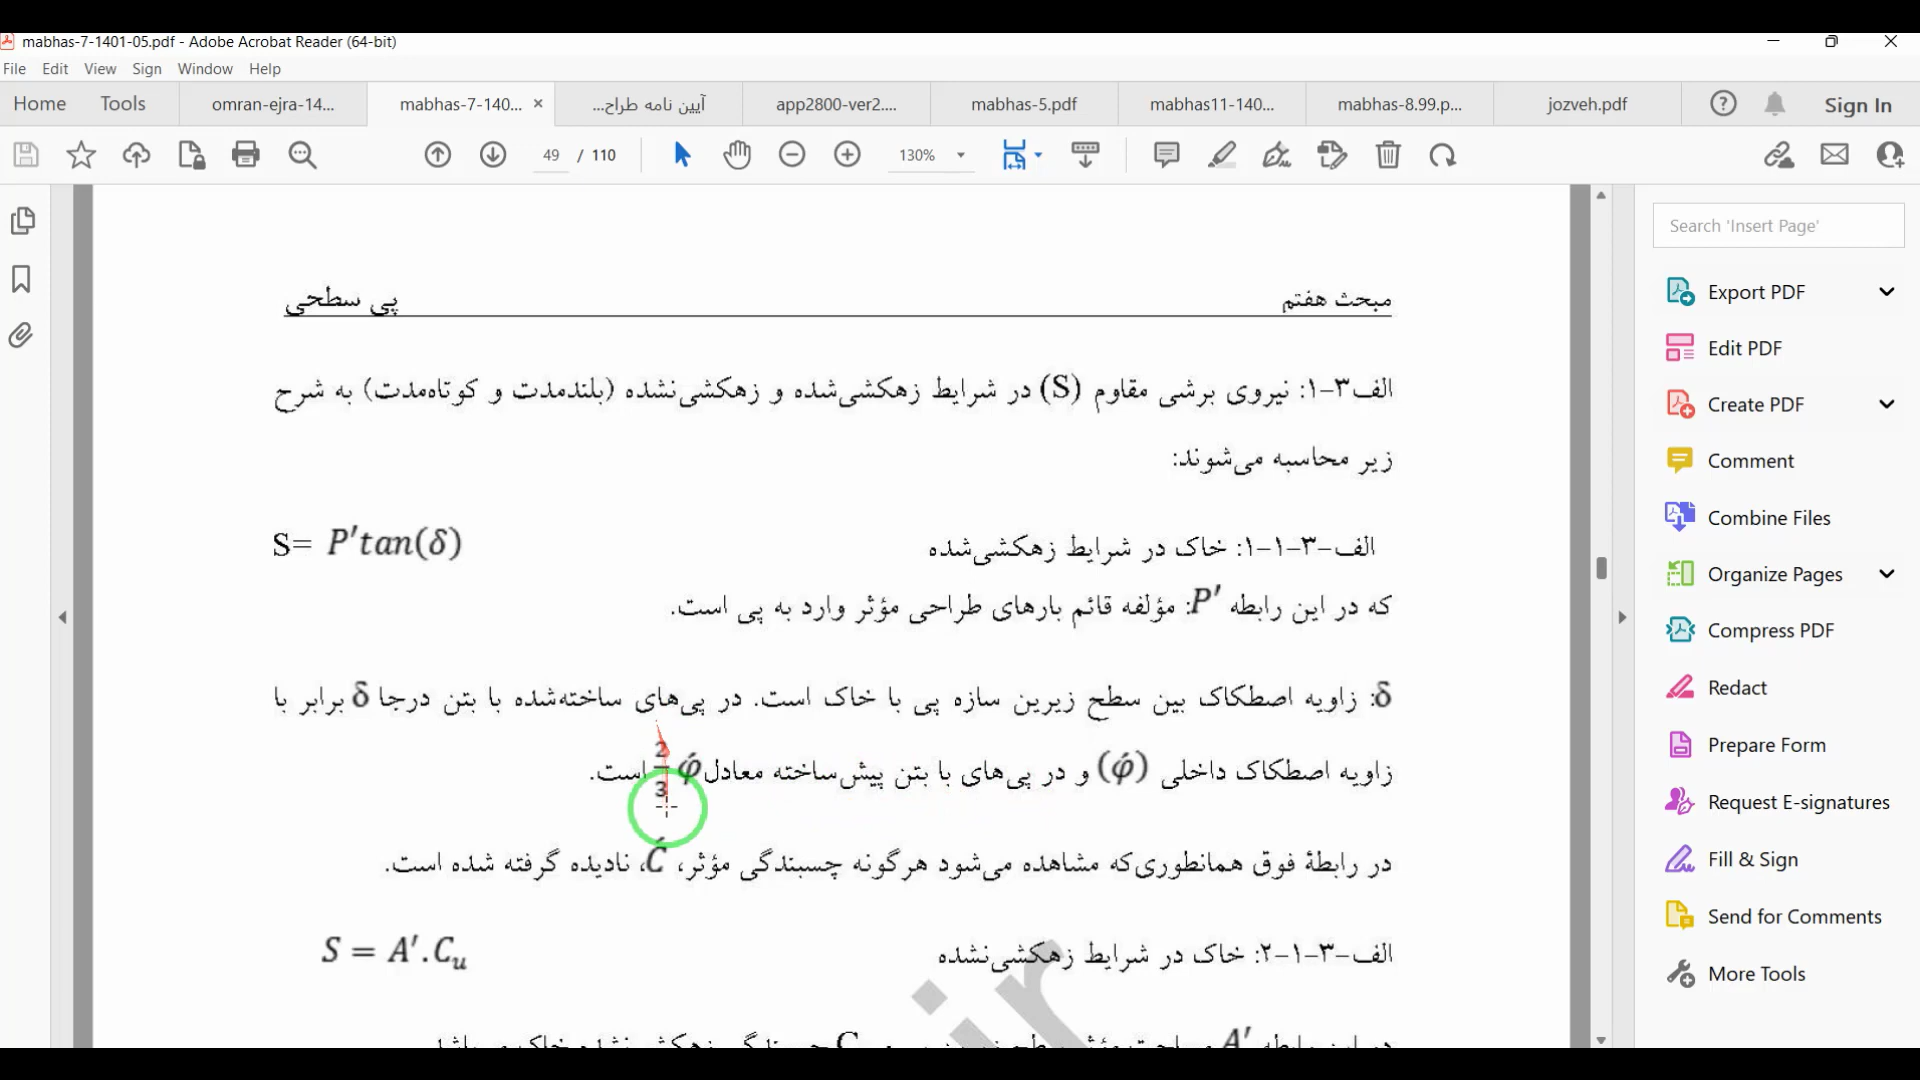 mabhas-7-1401-05.pdf - Adobe Acrobat Reader (64-bit)
File Edit View Sign Window Help
Home Tools omran-ejra-14... mabhas-7-140... آیین نامه طراح... app2800-ver2.... mabhas-5.pdf mabhas11-140... mabhas-8.99.p... jozveh.pdf Sign In
49 / 110 130%
Search 'Insert Page'
Export PDF
Edit PDF
Create PDF
Comment
Combine Files
Organize Pages
Compress PDF
Redact
Prepare Form
Request E-signatures
Fill & Sign
Send for Comments
More Tools
مبحث هفتم پی سطحی
الف۳-۱: نیروی برشی مقاوم (S) در شرایط زهکشی‌شده و زهکشی‌نشده (بلندمدت و کوتاه‌مدت) به شرح
زیر محاسبه می‌شوند:
الف-۳-۱-۱: خاک در شرایط زهکشی‌شده S= P′tan(δ)
که در این رابطه P′: مؤلفه قائم بارهای طراحی مؤثر وارد به پی است.
δ: زاویه اصطکاک بین سطح زیرین سازه پی با خاک است. در پی‌های ساخته‌شده با بتن درجا δ برابر با
زاویه اصطکاک داخلی (φ́) و در پی‌های با بتن پیش‌ساخته معادل φ́ 2/3 است.
در رابطهٔ فوق همانطوری‌که مشاهده می‌شود هرگونه چسبندگی مؤثر، Ć، نادیده گرفته شده است.
الف-۳-۱-۲: خاک در شرایط زهکشی‌نشده S = A′.Cu
ir